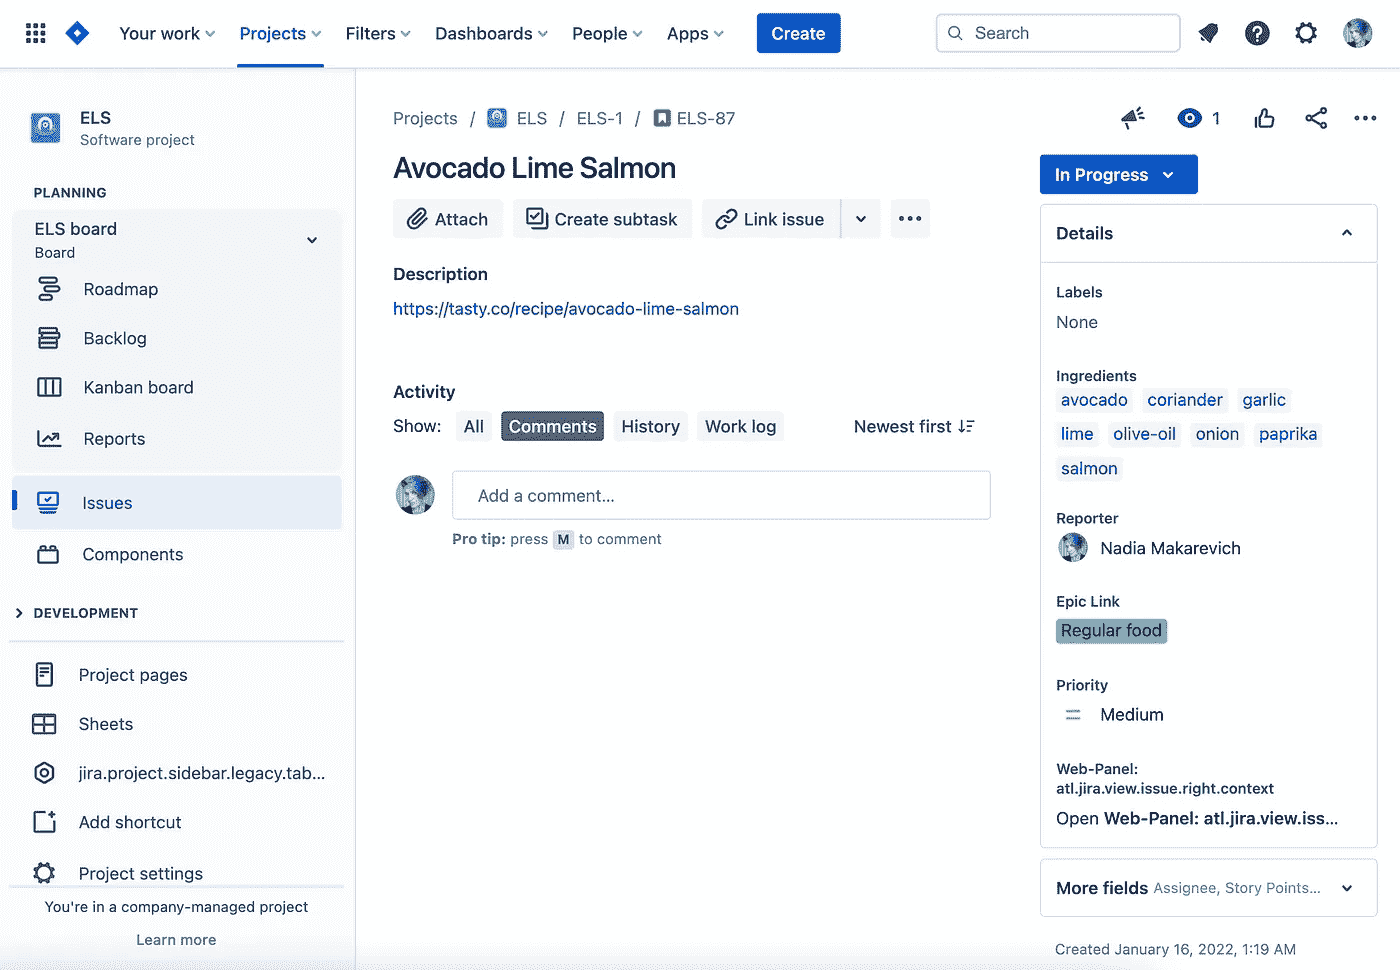 Your work Projects Filters Dashboards People Apps Create Search
ELS
Software project
PLANNING
ELS board
Board
Roadmap
Backlog
Kanban board
Reports
Issues
Components
DEVELOPMENT
Project pages
Sheets
jira.project.sidebar.legacy.tab...
Add shortcut
Project settings
You're in a company-managed project
Learn more
Projects / ELS / ELS-1 / ELS-87
1
Avocado Lime Salmon
Attach Create subtask Link issue
Description
https://tasty.co/recipe/avocado-lime-salmon
Activity
Show: All Comments History Work log Newest first
Add a comment...
Pro tip: press M to comment
In Progress
Details
Labels
None
Ingredients
avocado coriander garlic
lime olive-oil onion paprika
salmon
Reporter
Nadia Makarevich
Epic Link
Regular food
Priority
Medium
Web-Panel:
atl.jira.view.issue.right.context
Open Web-Panel: atl.jira.view.iss...
More fields Assignee, Story Points...
Created January 16, 2022, 1:19 AM